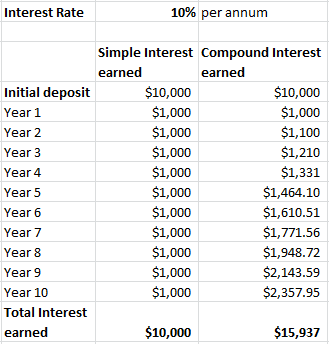 Interest Rate 10% per annum
Simple Interest Compound Interest
earned earned
Initial deposit $10,000 $10,000
Year 1 $1,000 $1,000
Year 2 $1,000 $1,100
Year 3 $1,000 $1,210
Year 4 $1,000 $1,331
Year 5 $1,000 $1,464.10
Year 6 $1,000 $1,610.51
Year 7 $1,000 $1,771.56
Year 8 $1,000 $1,948.72
Year 9 $1,000 $2,143.59
Year 10 $1,000 $2,357.95
Total Interest
earned $10,000 $15,937